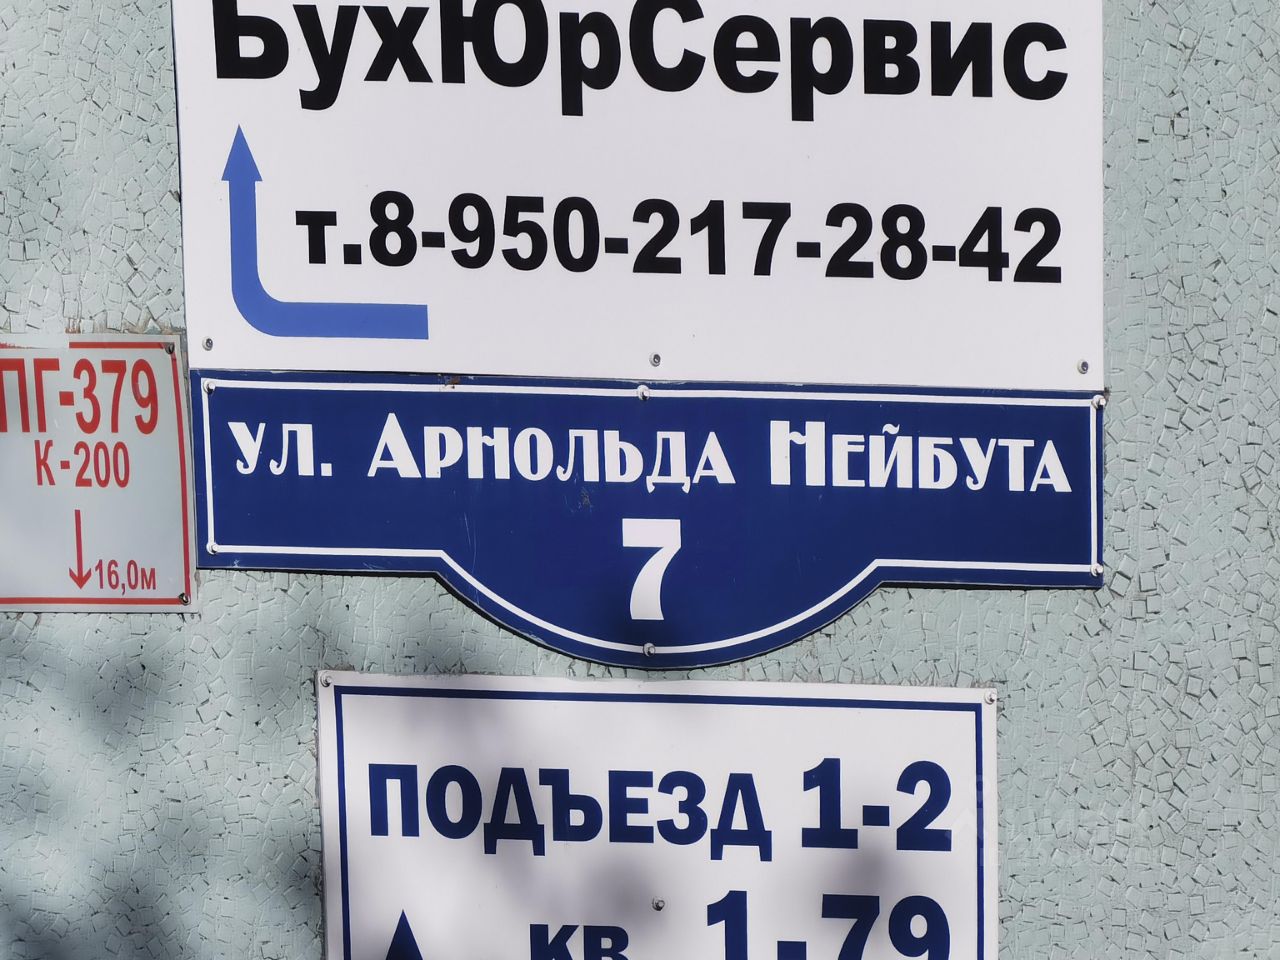 БухЮрСервис
т.8-950-217-28-42
ПГ-379
К-200
16,0м
ул. Арнольда Нейбута
7
ПОДЪЕЗД 1-2
кв 1-79